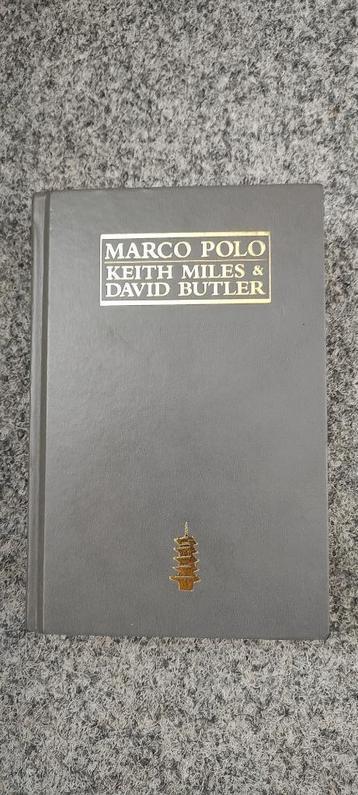 MARCO POLO
KEITH MILES &
DAVID BUTLER